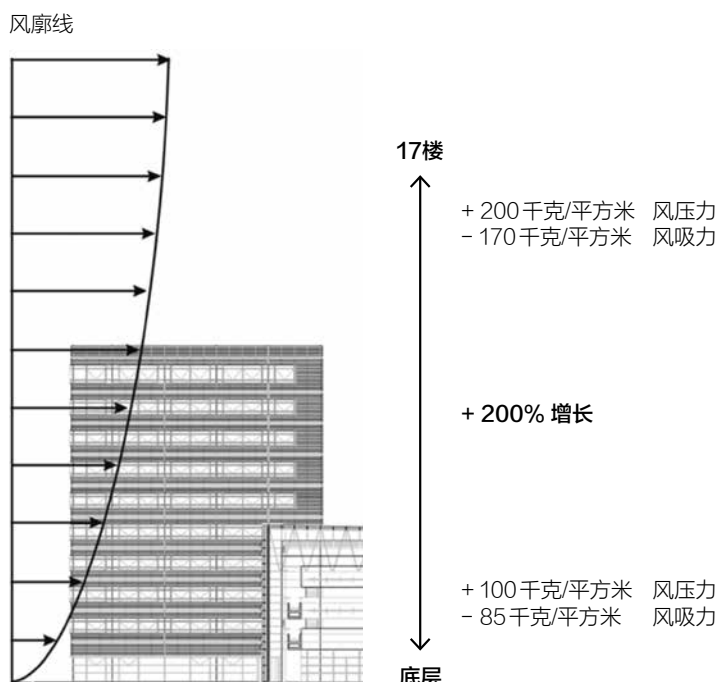 风廓线
17楼
+ 200千克/平方米 风压力
- 170千克/平方米 风吸力
+ 200% 增长
+ 100千克/平方米 风压力
- 85千克/平方米 风吸力
底层